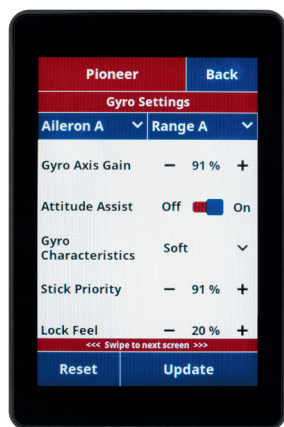 Pioneer Back
Gyro Settings
Aileron A Range A
Gyro Axis Gain − 91 % +
Attitude Assist Off On
Gyro
Characteristics Soft
Stick Priority − 91 % +
Lock Feel − 20 % +
<<< Swipe to next screen >>>
Reset Update